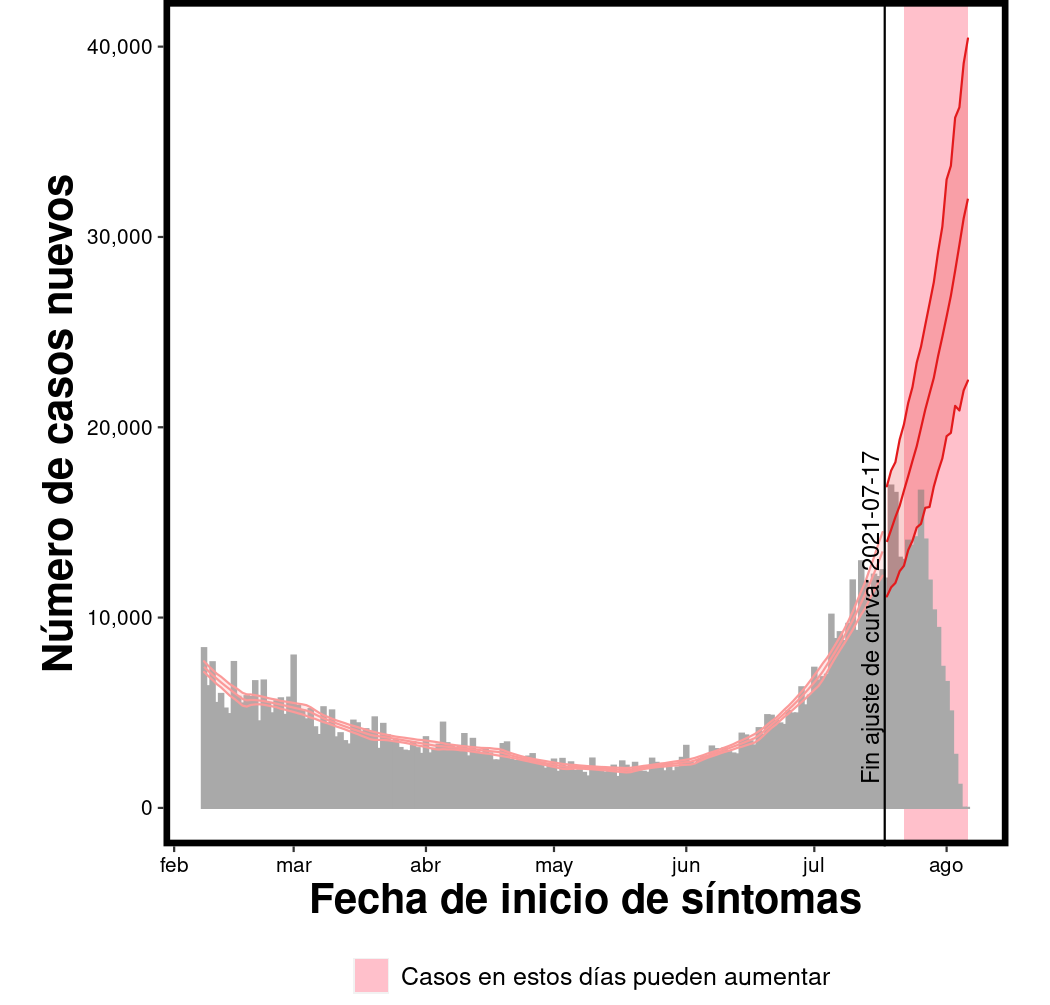 40,000
30,000
20,000
10,000
0
Número de casos nuevos
Fin ajuste de curva: 2021-07-17
feb mar abr may jun jul ago
Fecha de inicio de síntomas
Casos en estos días pueden aumentar